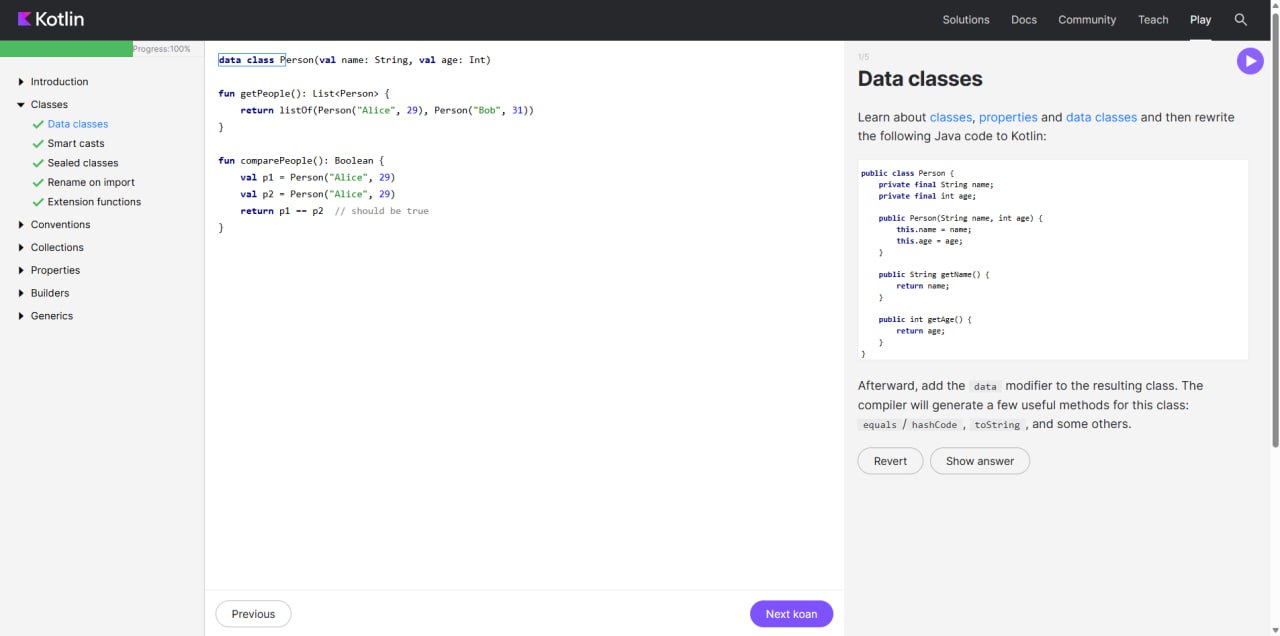 Kotlin
Solutions Docs Community Teach Play
Progress:100%
Introduction
Classes
Data classes
Smart casts
Sealed classes
Rename on import
Extension functions
Conventions
Collections
Properties
Builders
Generics
data class Person(val name: String, val age: Int)
fun getPeople(): List<Person> {
    return listOf(Person("Alice", 29), Person("Bob", 31))
}
fun comparePeople(): Boolean {
    val p1 = Person("Alice", 29)
    val p2 = Person("Alice", 29)
    return p1 == p2  // should be true
}
Previous
Next koan
1/5
Data classes
Learn about classes, properties and data classes and then rewrite
the following Java code to Kotlin:
public class Person {
    private final String name;
    private final int age;
    public Person(String name, int age) {
        this.name = name;
        this.age = age;
    }
    public String getName() {
        return name;
    }
    public int getAge() {
        return age;
    }
}
Afterward, add the data modifier to the resulting class. The
compiler will generate a few useful methods for this class:
equals / hashCode , toString , and some others.
Revert
Show answer